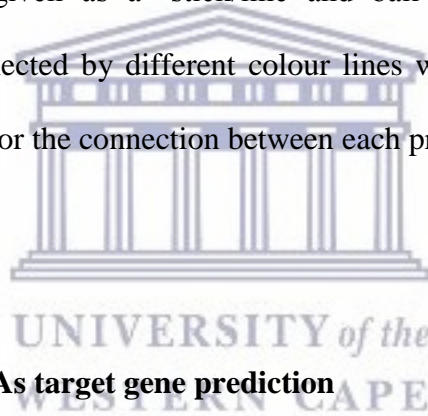 given as a stick/line and ball
ected by different colour lines w
or the connection between each pr
UNIVERSITY of the
As target gene prediction
WESTERN CAPE